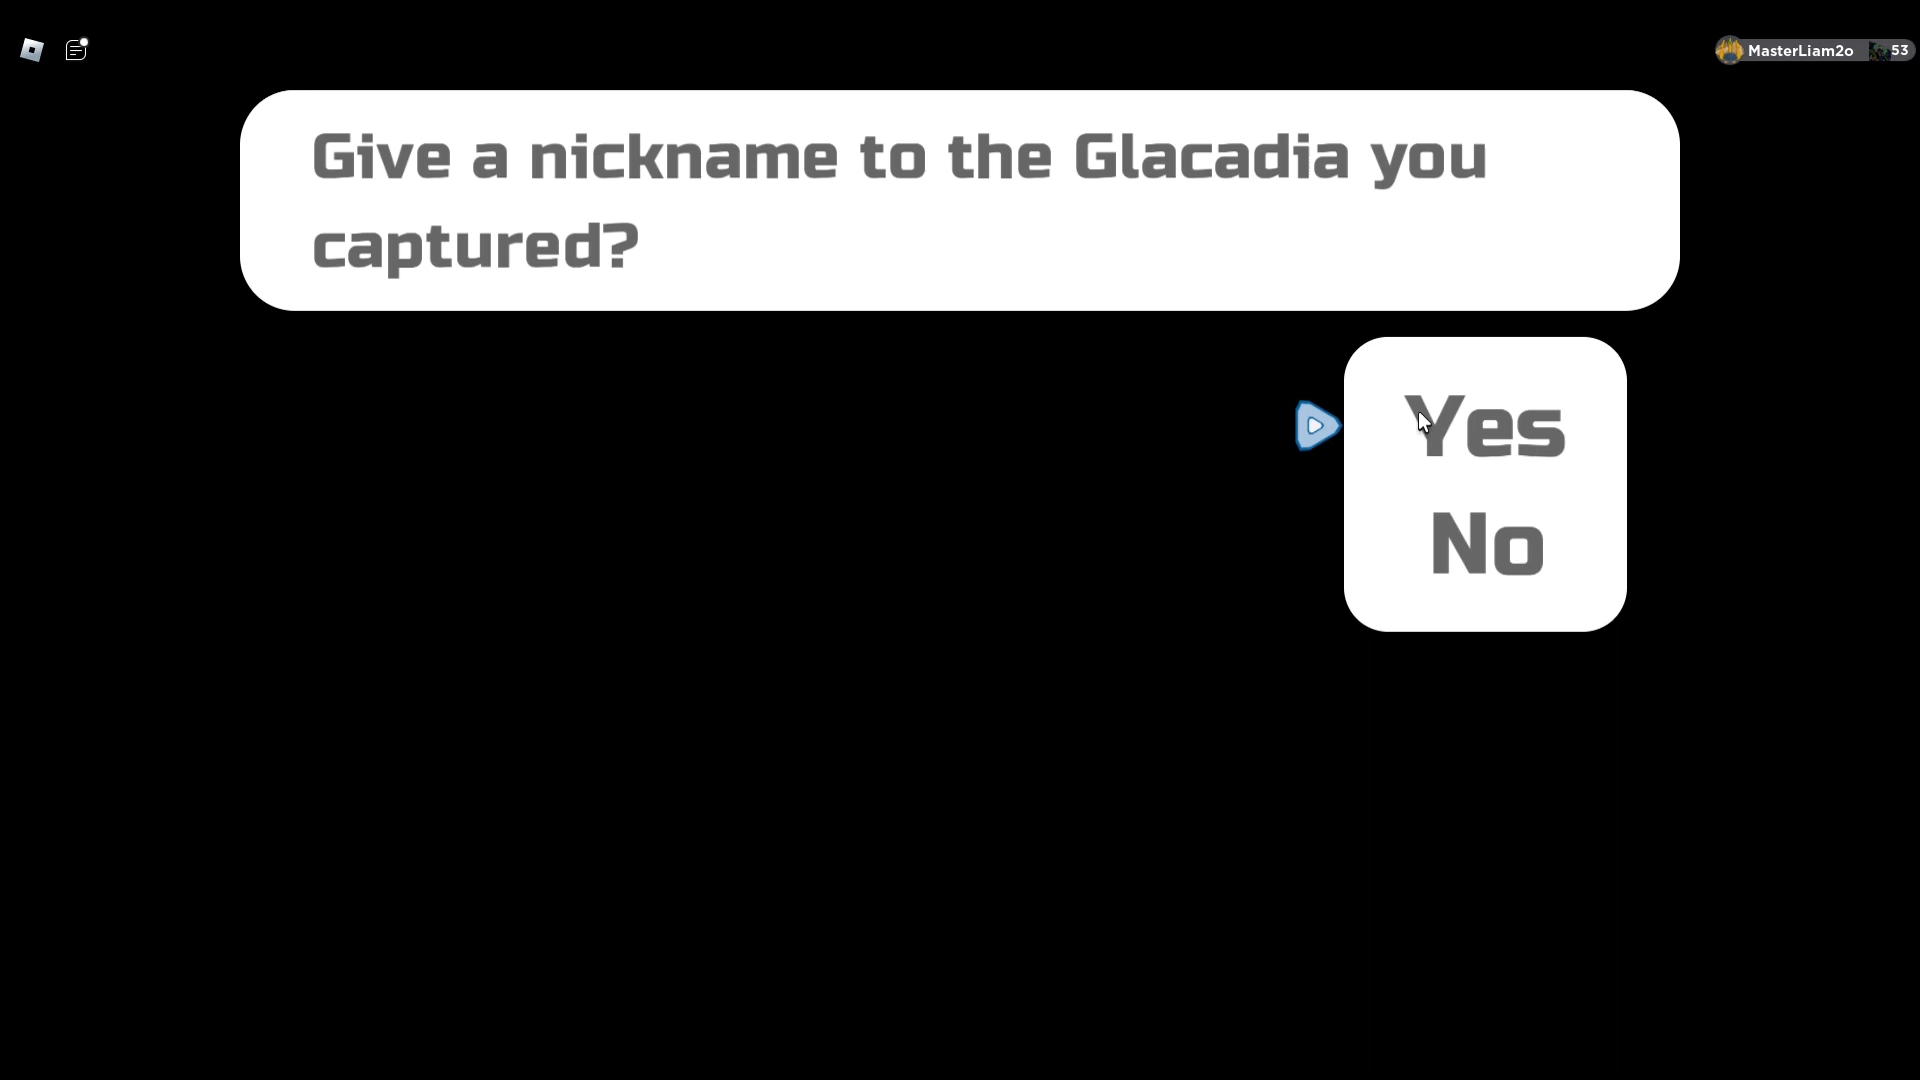 MasterLiam2o 53
Give a nickname to the Glacadia you
captured?
Yes
No